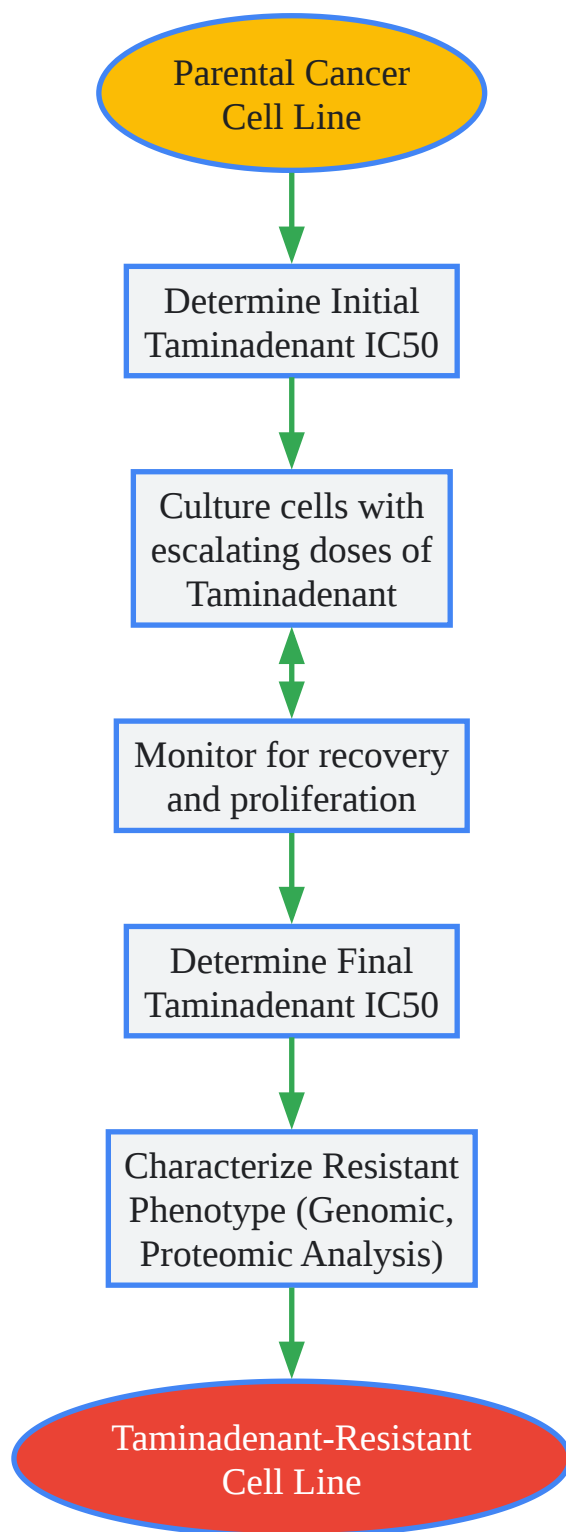 Parental Cancer
Cell Line
Determine Initial
Taminadenant IC50
Culture cells with
escalating doses of
Taminadenant
Monitor for recovery
and proliferation
Determine Final
Taminadenant IC50
Characterize Resistant
Phenotype (Genomic,
Proteomic Analysis)
Taminadenant-Resistant
Cell Line